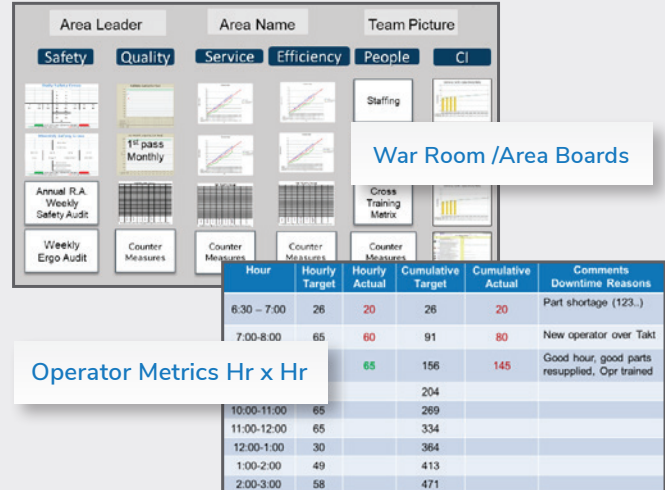 Area Leader Area Name Team Picture
Safety Quality Service Efficiency People CI
Staffing
1st pass
Monthly
War Room /Area Boards
Annual R.A.
Weekly
Safety Audit
Cross
Training
Matrix
Weekly
Ergo Audit
Counter
Measures
Counter
Measures
Counter
Measures
Counter
Measures
Hour Hourly Target Hourly Actual Cumulative Target Cumulative Actual Comments Downtime Reasons
6:30 – 7:00 26 20 26 20 Part shortage (123..)
7:00-8:00 65 60 91 80 New operator over Takt
65 156 145 Good hour, good parts
resupplied, Opr trained
Operator Metrics Hr x Hr
204
10:00-11:00 65 269
11:00-12:00 65 334
12:00-1:00 30 364
1:00-2:00 49 413
2:00-3:00 58 471